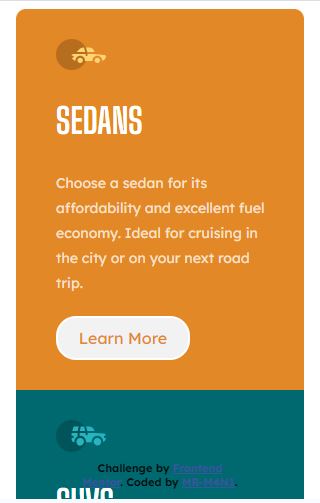 SEDANS
Choose a sedan for its
affordability and excellent fuel
economy. Ideal for cruising in
the city or on your next road
trip.
Learn More
Challenge by Frontend
Mentor. Coded by MR-M4N1.
SUVS